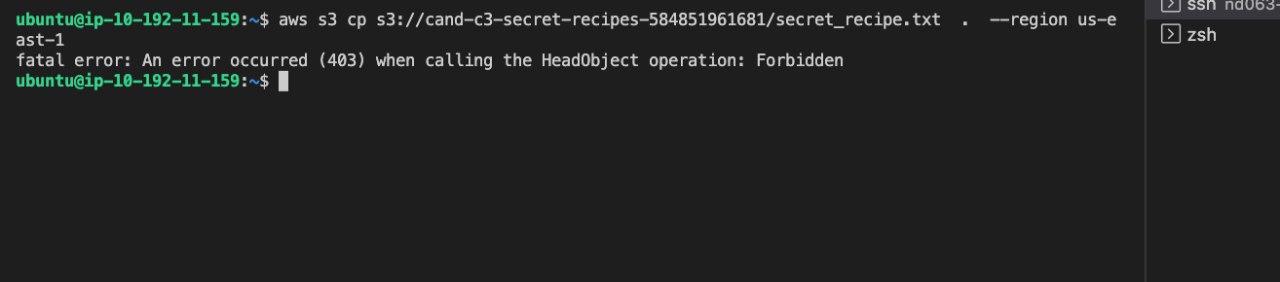 ubuntu@ip-10-192-11-159:~$ aws s3 cp s3://cand-c3-secret-recipes-584851961681/secret_recipe.txt  .  --region us-e
ast-1
fatal error: An error occurred (403) when calling the HeadObject operation: Forbidden
ubuntu@ip-10-192-11-159:~$
ssh nd063-
zsh